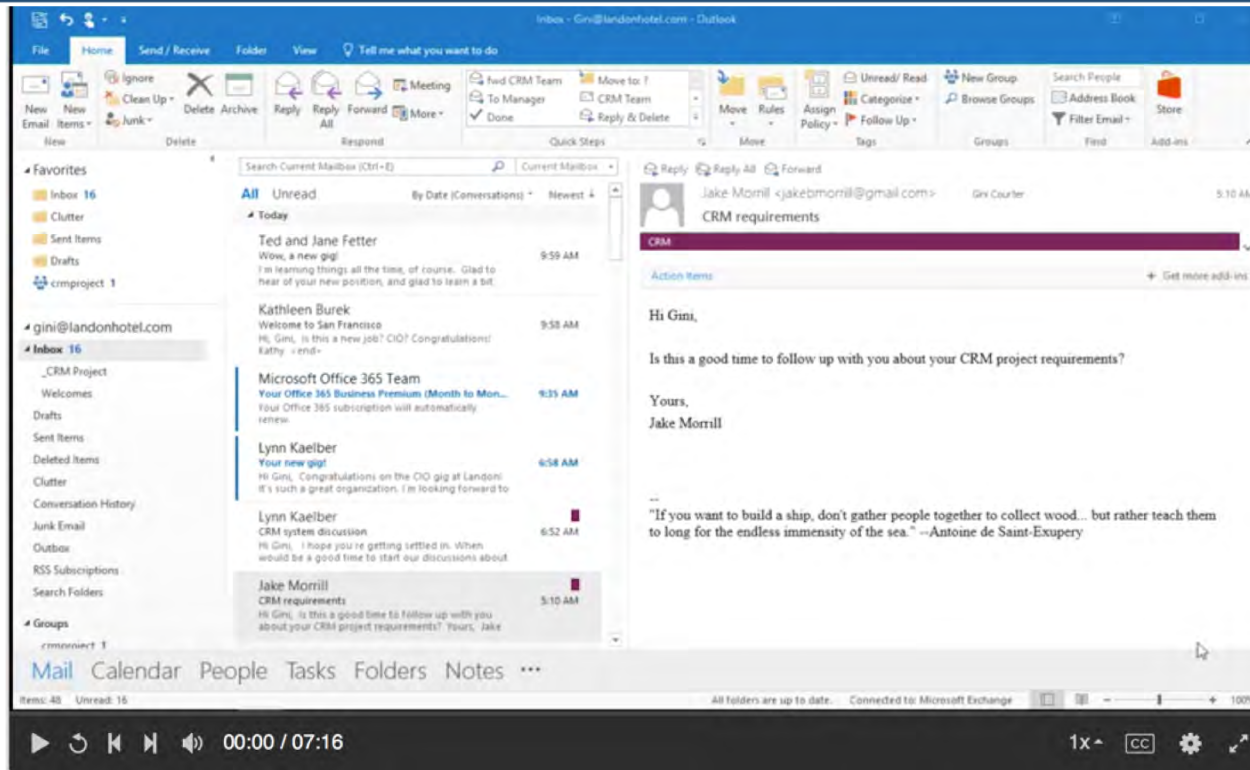 Inbox - Gini@landonhotel.com - Outlook
File Home Send / Receive Folder View Tell me what you want to do
New Email
New Items
Ignore
Clean Up
Junk
Delete
Archive
Reply
Reply All
Forward
Meeting
More
fwd CRM Team
To Manager
Done
Move to: ?
CRM Team
Reply & Delete
Move
Rules
Assign Policy
Unread/ Read
Categorize
Follow Up
New Group
Browse Groups
Search People
Address Book
Filter Email
Store
New Delete Respond Quick Steps Move Tags Groups Find Add-ins
Favorites
Inbox 16
Clutter
Sent Items
Drafts
crmproject 1
gini@landonhotel.com
Inbox 16
_CRM Project
Welcomes
Drafts
Sent Items
Deleted Items
Clutter
Conversation History
Junk Email
Outbox
RSS Subscriptions
Search Folders
Groups
crmproject 1
Search Current Mailbox (Ctrl+E) Current Mailbox
All Unread By Date (Conversations) Newest
Today
Ted and Jane Fetter
Wow, a new gig! 9:59 AM
I'm learning things all the time, of course. Glad to
hear of your new position, and glad to learn a bit
Kathleen Burek
Welcome to San Francisco 9:58 AM
Hi, Gini, Is this a new job? CIO? Congratulations!
Kathy <end>
Microsoft Office 365 Team
Your Office 365 Business Premium (Month to Mon... 9:35 AM
Your Office 365 subscription will automatically
renew.
Lynn Kaelber
Your new gig! 6:58 AM
Hi Gini, Congratulations on the CIO gig at Landon!
It's such a great organization. I'm looking forward to
Lynn Kaelber
CRM system discussion 6:52 AM
Hi Gini, I hope you're getting settled in. When
would be a good time to start our discussions about
Jake Morrill
CRM requirements 5:10 AM
Hi Gini, Is this a good time to follow up with you
about your CRM project requirements? Yours, Jake
Reply Reply All Forward
Jake Morrill <jakebmorrill@gmail.com> Gini Courter 5:10 AM
CRM requirements
CRM
Action Items + Get more add-ins
Hi Gini,
Is this a good time to follow up with you about your CRM project requirements?
Yours,
Jake Morrill
--
"If you want to build a ship, don't gather people together to collect wood... but rather teach them
to long for the endless immensity of the sea." --Antoine de Saint-Exupery
Mail Calendar People Tasks Folders Notes ...
Items: 48 Unread: 16 All folders are up to date. Connected to: Microsoft Exchange 100%
00:00 / 07:16 1x CC